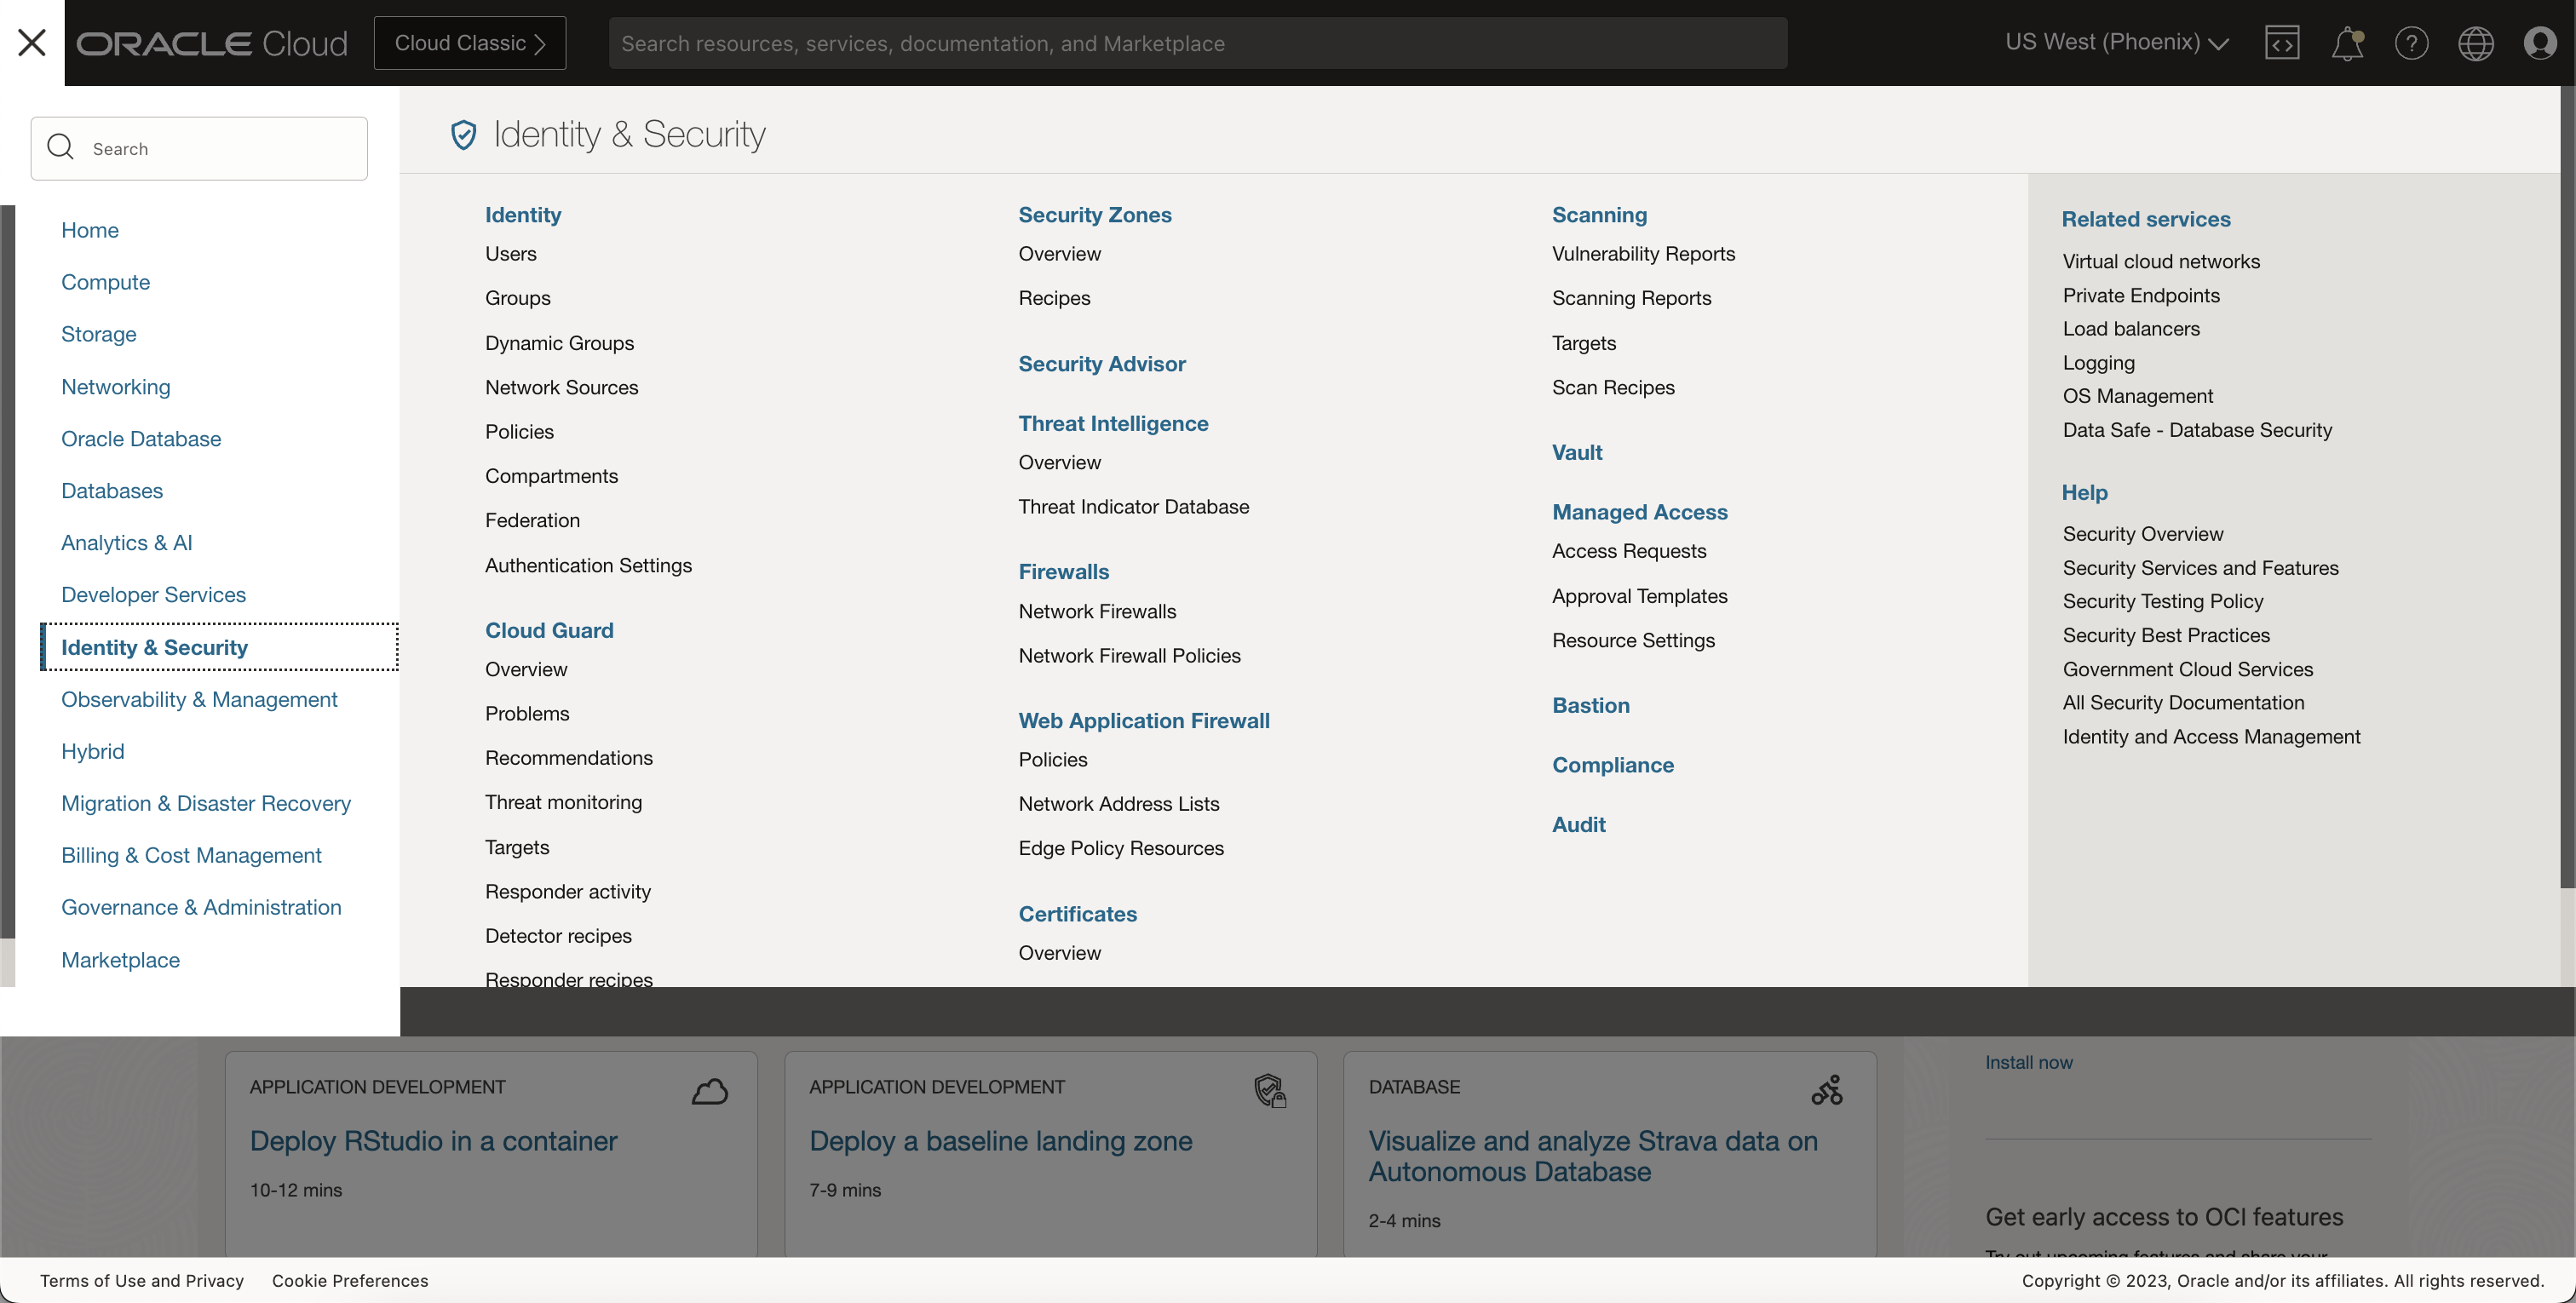 ORACLE Cloud
Cloud Classic
Search resources, services, documentation, and Marketplace
US West (Phoenix)
Search
Home
Compute
Storage
Networking
Oracle Database
Databases
Analytics & AI
Developer Services
Identity & Security
Observability & Management
Hybrid
Migration & Disaster Recovery
Billing & Cost Management
Governance & Administration
Marketplace
Identity & Security
Identity
Users
Groups
Dynamic Groups
Network Sources
Policies
Compartments
Federation
Authentication Settings
Cloud Guard
Overview
Problems
Recommendations
Threat monitoring
Targets
Responder activity
Detector recipes
Responder recipes
Security Zones
Overview
Recipes
Security Advisor
Threat Intelligence
Overview
Threat Indicator Database
Firewalls
Network Firewalls
Network Firewall Policies
Web Application Firewall
Policies
Network Address Lists
Edge Policy Resources
Certificates
Overview
Scanning
Vulnerability Reports
Scanning Reports
Targets
Scan Recipes
Vault
Managed Access
Access Requests
Approval Templates
Resource Settings
Bastion
Compliance
Audit
Related services
Virtual cloud networks
Private Endpoints
Load balancers
Logging
OS Management
Data Safe - Database Security
Help
Security Overview
Security Services and Features
Security Testing Policy
Security Best Practices
Government Cloud Services
All Security Documentation
Identity and Access Management
APPLICATION DEVELOPMENT
Deploy RStudio in a container
10-12 mins
APPLICATION DEVELOPMENT
Deploy a baseline landing zone
7-9 mins
DATABASE
Visualize and analyze Strava data on
Autonomous Database
2-4 mins
Install now
Get early access to OCI features
Try out upcoming features and share your
Terms of Use and Privacy
Cookie Preferences
Copyright © 2023, Oracle and/or its affiliates. All rights reserved.